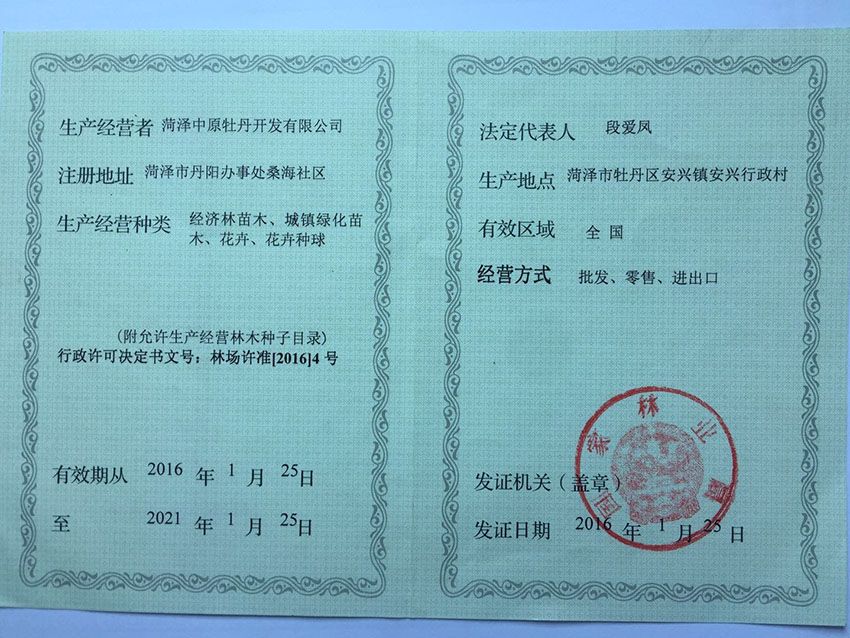 生产经营者 菏泽中原牡丹开发有限公司
注册地址 菏泽市丹阳办事处桑海社区
生产经营种类 经济林苗木、城镇绿化苗
木、花卉、花卉种球
(附允许生产经营林木种子目录)
行政许可决定书文号：林场许准[2016]4 号
有效期从 2016 年 1 月 25日
至 2021 年 1 月 25日
法定代表人 段爱凤
生产地点 菏泽市牡丹区安兴镇安兴行政村
有效区域 全 国
经营方式 批发、零售、进出口
国家林业局
发证机关（盖章）
发证日期 2016 年 1 月 25 日